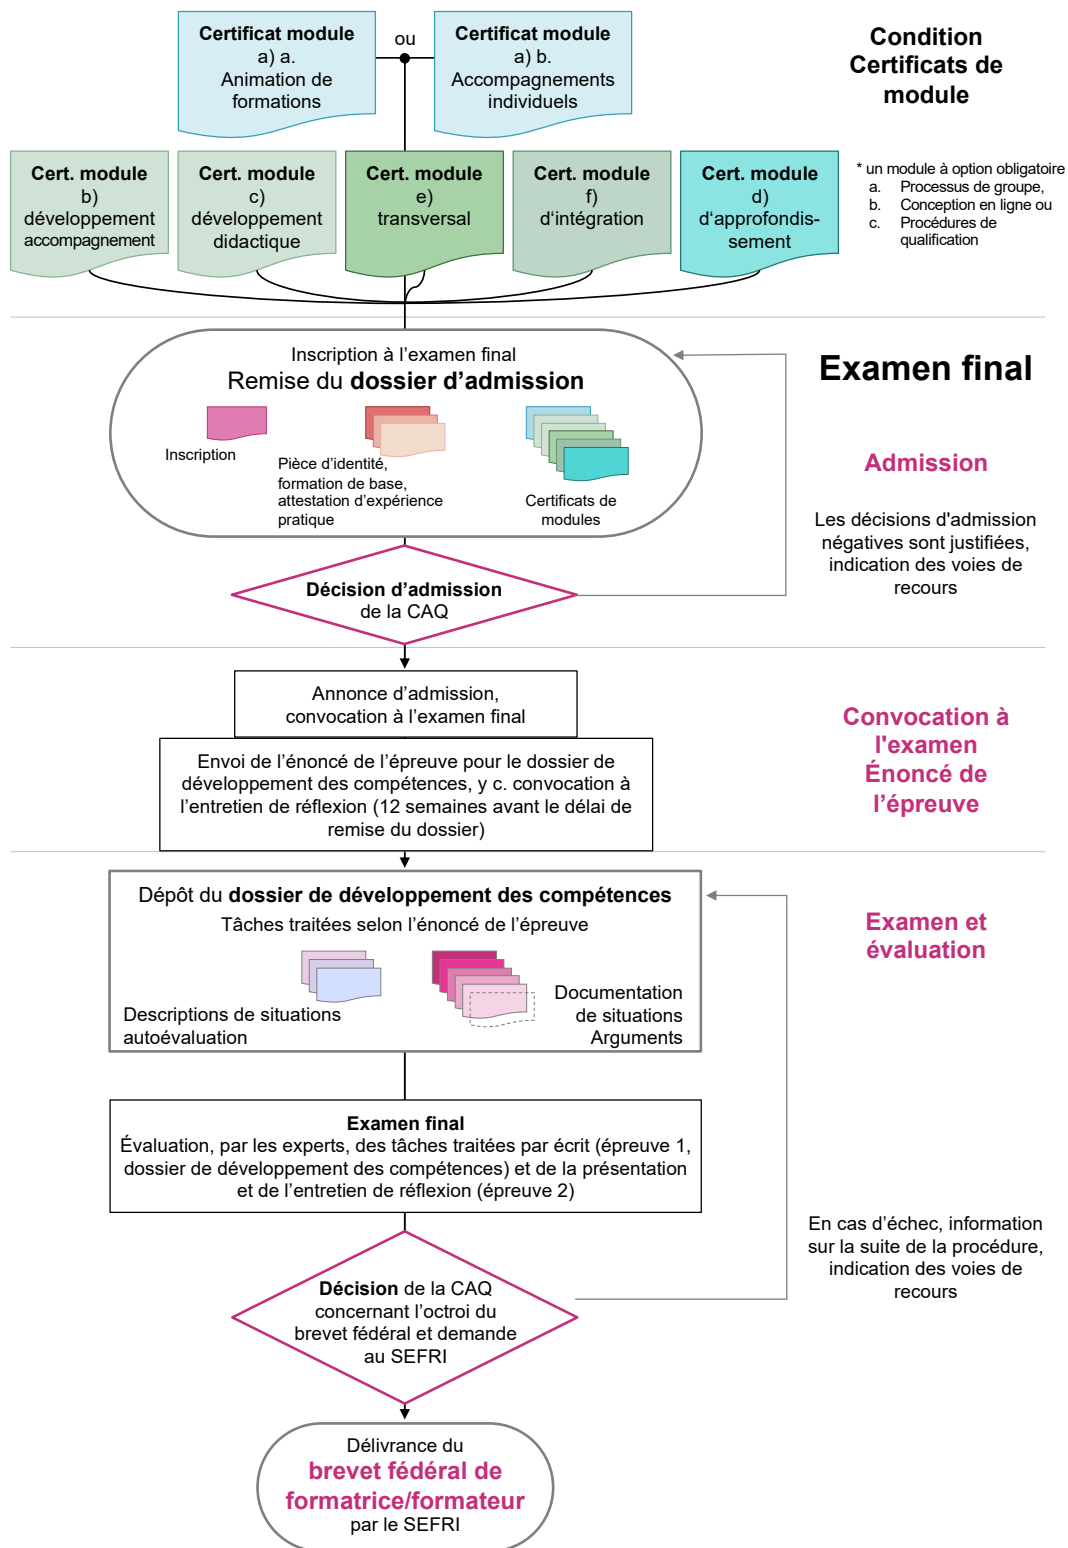 Certificat module
a) a.
Animation de
formations
ou
Certificat module
a) b.
Accompagnements
individuels
Condition
Certificats de
module
Cert. module
b)
développement
accompagnement
Cert. module
c)
développement
didactique
Cert. module
e)
transversal
Cert. module
f)
d‘intégration
Cert. module
d)
d‘approfondis-
sement
* un module à option obligatoire
a. Processus de groupe,
b. Conception en ligne ou
c. Procédures de
qualification
Inscription à l’examen final
Remise du dossier d’admission
Inscription
Pièce d’identité,
formation de base,
attestation d’expérience
pratique
Certificats de
modules
Examen final
Admission
Les décisions d'admission
négatives sont justifiées,
indication des voies de
recours
Décision d’admission
de la CAQ
Annonce d’admission,
convocation à l’examen final
Envoi de l’énoncé de l’épreuve pour le dossier de
développement des compétences, y c. convocation à
l’entretien de réflexion (12 semaines avant le délai de
remise du dossier)
Convocation à
l'examen
Énoncé de
l’épreuve
Dépôt du dossier de développement des compétences
Tâches traitées selon l’énoncé de l’épreuve
Descriptions de situations
autoévaluation
Documentation
de situations
Arguments
Examen et
évaluation
Examen final
Évaluation, par les experts, des tâches traitées par écrit (épreuve 1,
dossier de développement des compétences) et de la présentation
et de l’entretien de réflexion (épreuve 2)
En cas d’échec, information
sur la suite de la procédure,
indication des voies de
recours
Décision de la CAQ
concernant l’octroi du
brevet fédéral et demande
au SEFRI
Délivrance du
brevet fédéral de
formatrice/formateur
par le SEFRI